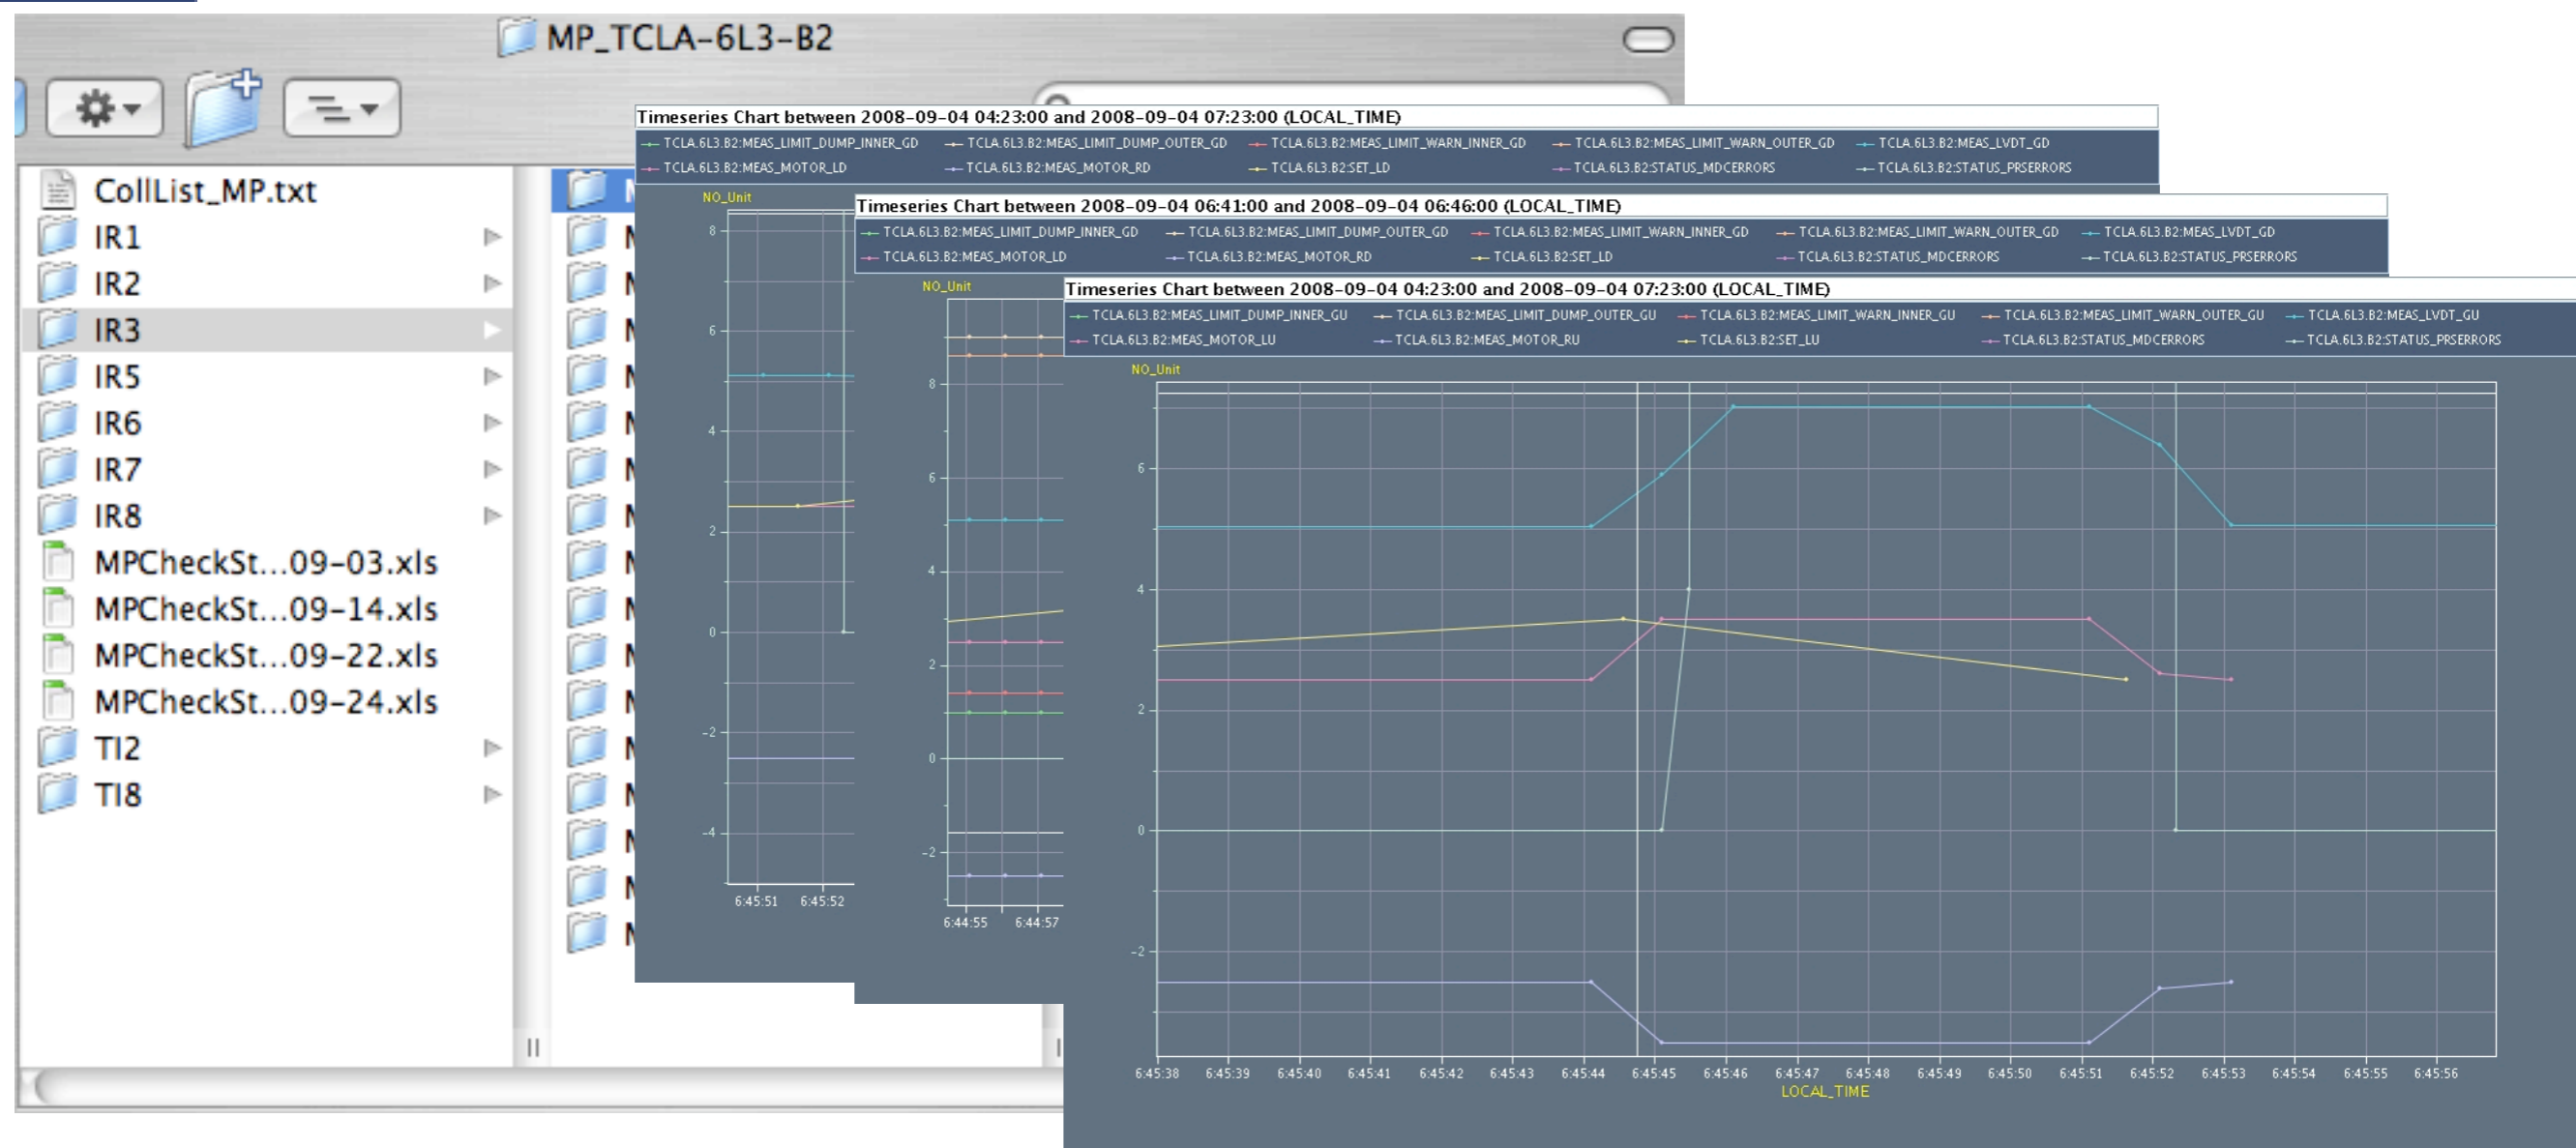 MP_TCLA-6L3-B2
CollList_MP.txt
IR1
IR2
IR3
IR5
IR6
IR7
IR8
MPCheckSt...09-03.xls
MPCheckSt...09-14.xls
MPCheckSt...09-22.xls
MPCheckSt...09-24.xls
TI2
TI8
Timeseries Chart between 2008-09-04 04:23:00 and 2008-09-04 07:23:00 (LOCAL_TIME)
TCLA.6L3.B2:MEAS_LIMIT_DUMP_INNER_GD TCLA.6L3.B2:MEAS_LIMIT_DUMP_OUTER_GD TCLA.6L3.B2:MEAS_LIMIT_WARN_INNER_GD TCLA.6L3.B2:MEAS_LIMIT_WARN_OUTER_GD TCLA.6L3.B2:MEAS_LVDT_GD
TCLA.6L3.B2:MEAS_MOTOR_LD TCLA.6L3.B2:MEAS_MOTOR_RD TCLA.6L3.B2:SET_LD TCLA.6L3.B2:STATUS_MDCERRORS TCLA.6L3.B2:STATUS_PRSERRORS
NO_Unit
8
6
4
2
0
-2
-4
6:45:51 6:45:52
Timeseries Chart between 2008-09-04 06:41:00 and 2008-09-04 06:46:00 (LOCAL_TIME)
TCLA.6L3.B2:MEAS_LIMIT_DUMP_INNER_GD TCLA.6L3.B2:MEAS_LIMIT_DUMP_OUTER_GD TCLA.6L3.B2:MEAS_LIMIT_WARN_INNER_GD TCLA.6L3.B2:MEAS_LIMIT_WARN_OUTER_GD TCLA.6L3.B2:MEAS_LVDT_GD
TCLA.6L3.B2:MEAS_MOTOR_LD TCLA.6L3.B2:MEAS_MOTOR_RD TCLA.6L3.B2:SET_LD TCLA.6L3.B2:STATUS_MDCERRORS TCLA.6L3.B2:STATUS_PRSERRORS
NO_Unit
8
6
4
2
0
-2
6:44:55 6:44:57
Timeseries Chart between 2008-09-04 04:23:00 and 2008-09-04 07:23:00 (LOCAL_TIME)
TCLA.6L3.B2:MEAS_LIMIT_DUMP_INNER_GU TCLA.6L3.B2:MEAS_LIMIT_DUMP_OUTER_GU TCLA.6L3.B2:MEAS_LIMIT_WARN_INNER_GU TCLA.6L3.B2:MEAS_LIMIT_WARN_OUTER_GU TCLA.6L3.B2:MEAS_LVDT_GU
TCLA.6L3.B2:MEAS_MOTOR_LU TCLA.6L3.B2:MEAS_MOTOR_RU TCLA.6L3.B2:SET_LU TCLA.6L3.B2:STATUS_MDCERRORS TCLA.6L3.B2:STATUS_PRSERRORS
NO_Unit
6
4
2
0
-2
6:45:38 6:45:39 6:45:40 6:45:41 6:45:42 6:45:43 6:45:44 6:45:45 6:45:46 6:45:47 6:45:48 6:45:49 6:45:50 6:45:51 6:45:52 6:45:53 6:45:54 6:45:55 6:45:56
LOCAL_TIME